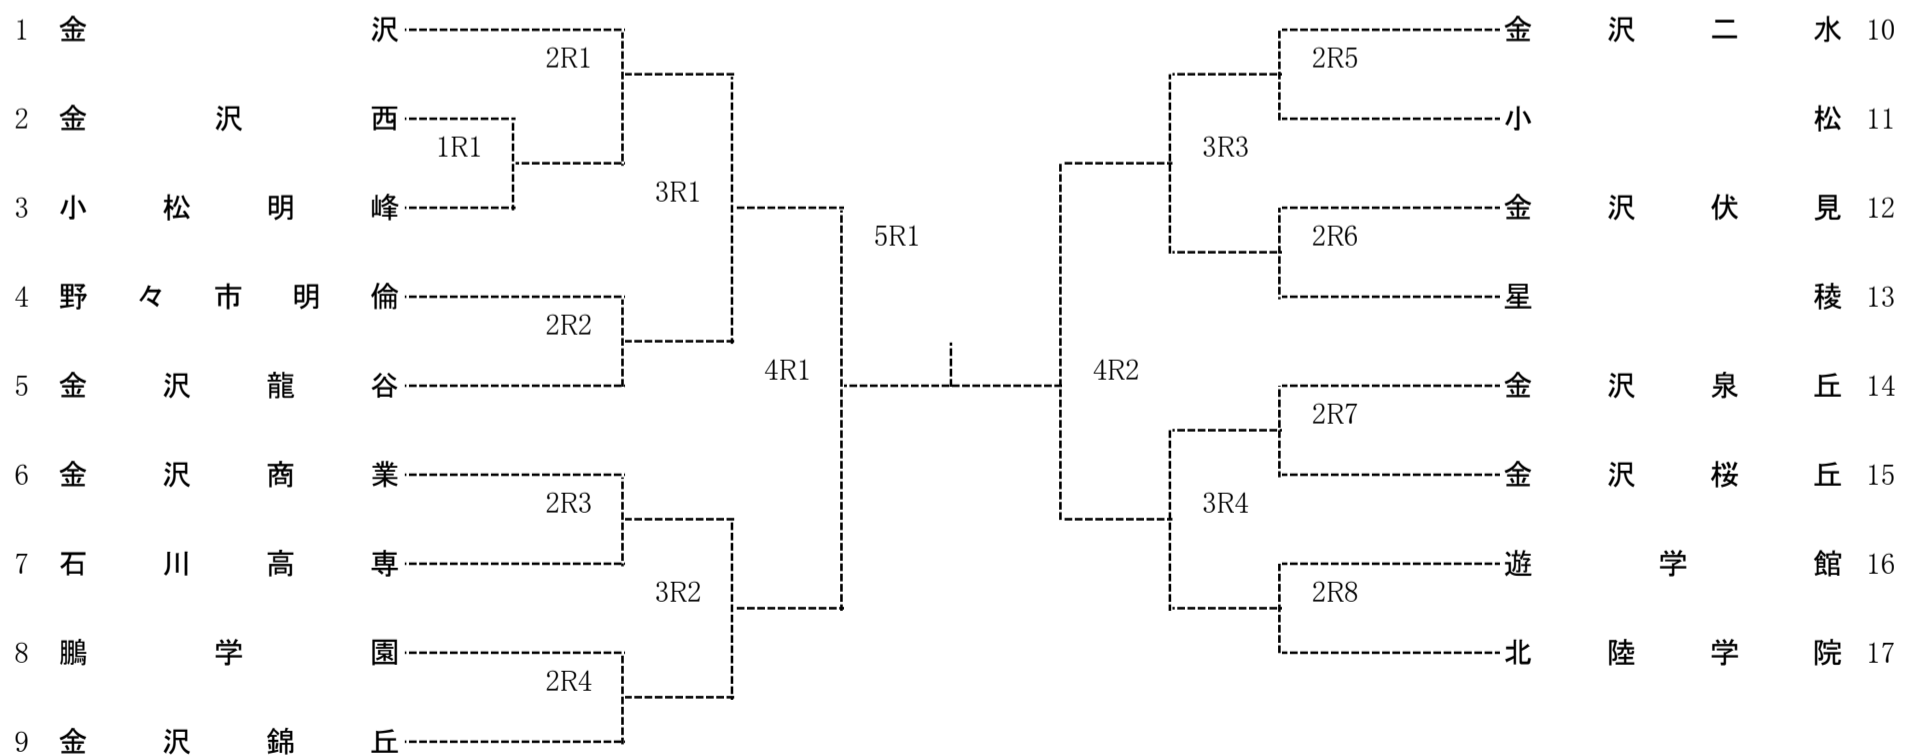 1 金沢 金沢二水 10
2R1 2R5
2 金沢西 小松 11
1R1 3R3
3R1
3 小松明峰 金沢伏見 12
5R1 2R6
4 野々市明倫 星稜 13
2R2
4R1 4R2
5 金沢龍谷 金沢泉丘 14
2R7
6 金沢商業 金沢桜丘 15
2R3 3R4
7 石川高専 遊学館 16
3R2 2R8
8 鵬学園 北陸学院 17
2R4
9 金沢錦丘